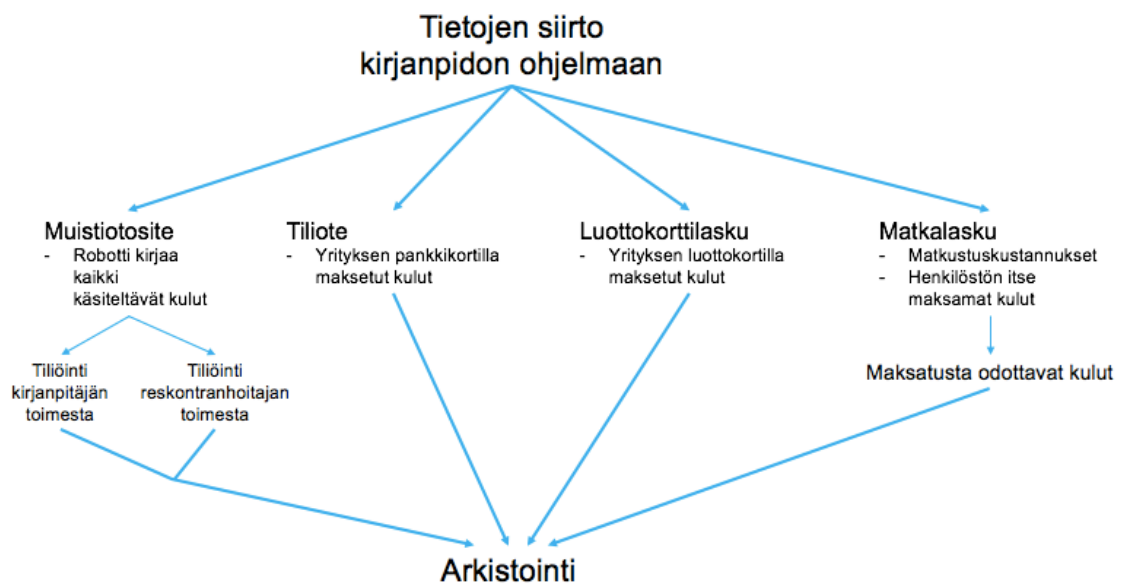 Tietojen siirto
kirjanpidon ohjelmaan
Muistiotosite
- Robotti kirjaa
kaikki
käsiteltävät kulut
Tiliöinti
kirjanpitäjän
toimesta
Tiliöinti
reskontranhoitajan
toimesta
Tiliote
- Yrityksen pankkikortilla
maksetut kulut
Luottokorttilasku
- Yrityksen luottokortilla
maksetut kulut
Matkalasku
- Matkustuskustannukset
- Henkilöstön itse
maksamat kulut
Maksatusta odottavat kulut
Arkistointi